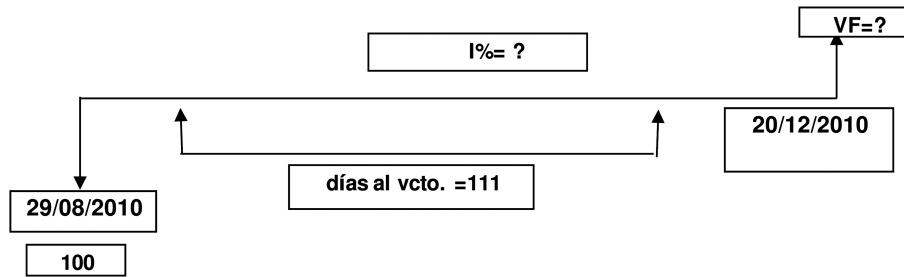 VF=?
I%= ?
20/12/2010
días al vcto. =111
29/08/2010
100